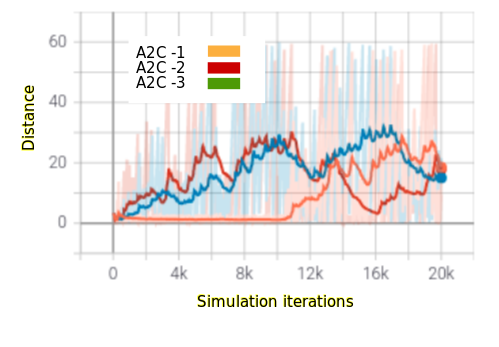 60
A2C -1
A2C -2
A2C -3
40
Distance
20
0
0 4k 8k 12k 16k 20k
Simulation iterations